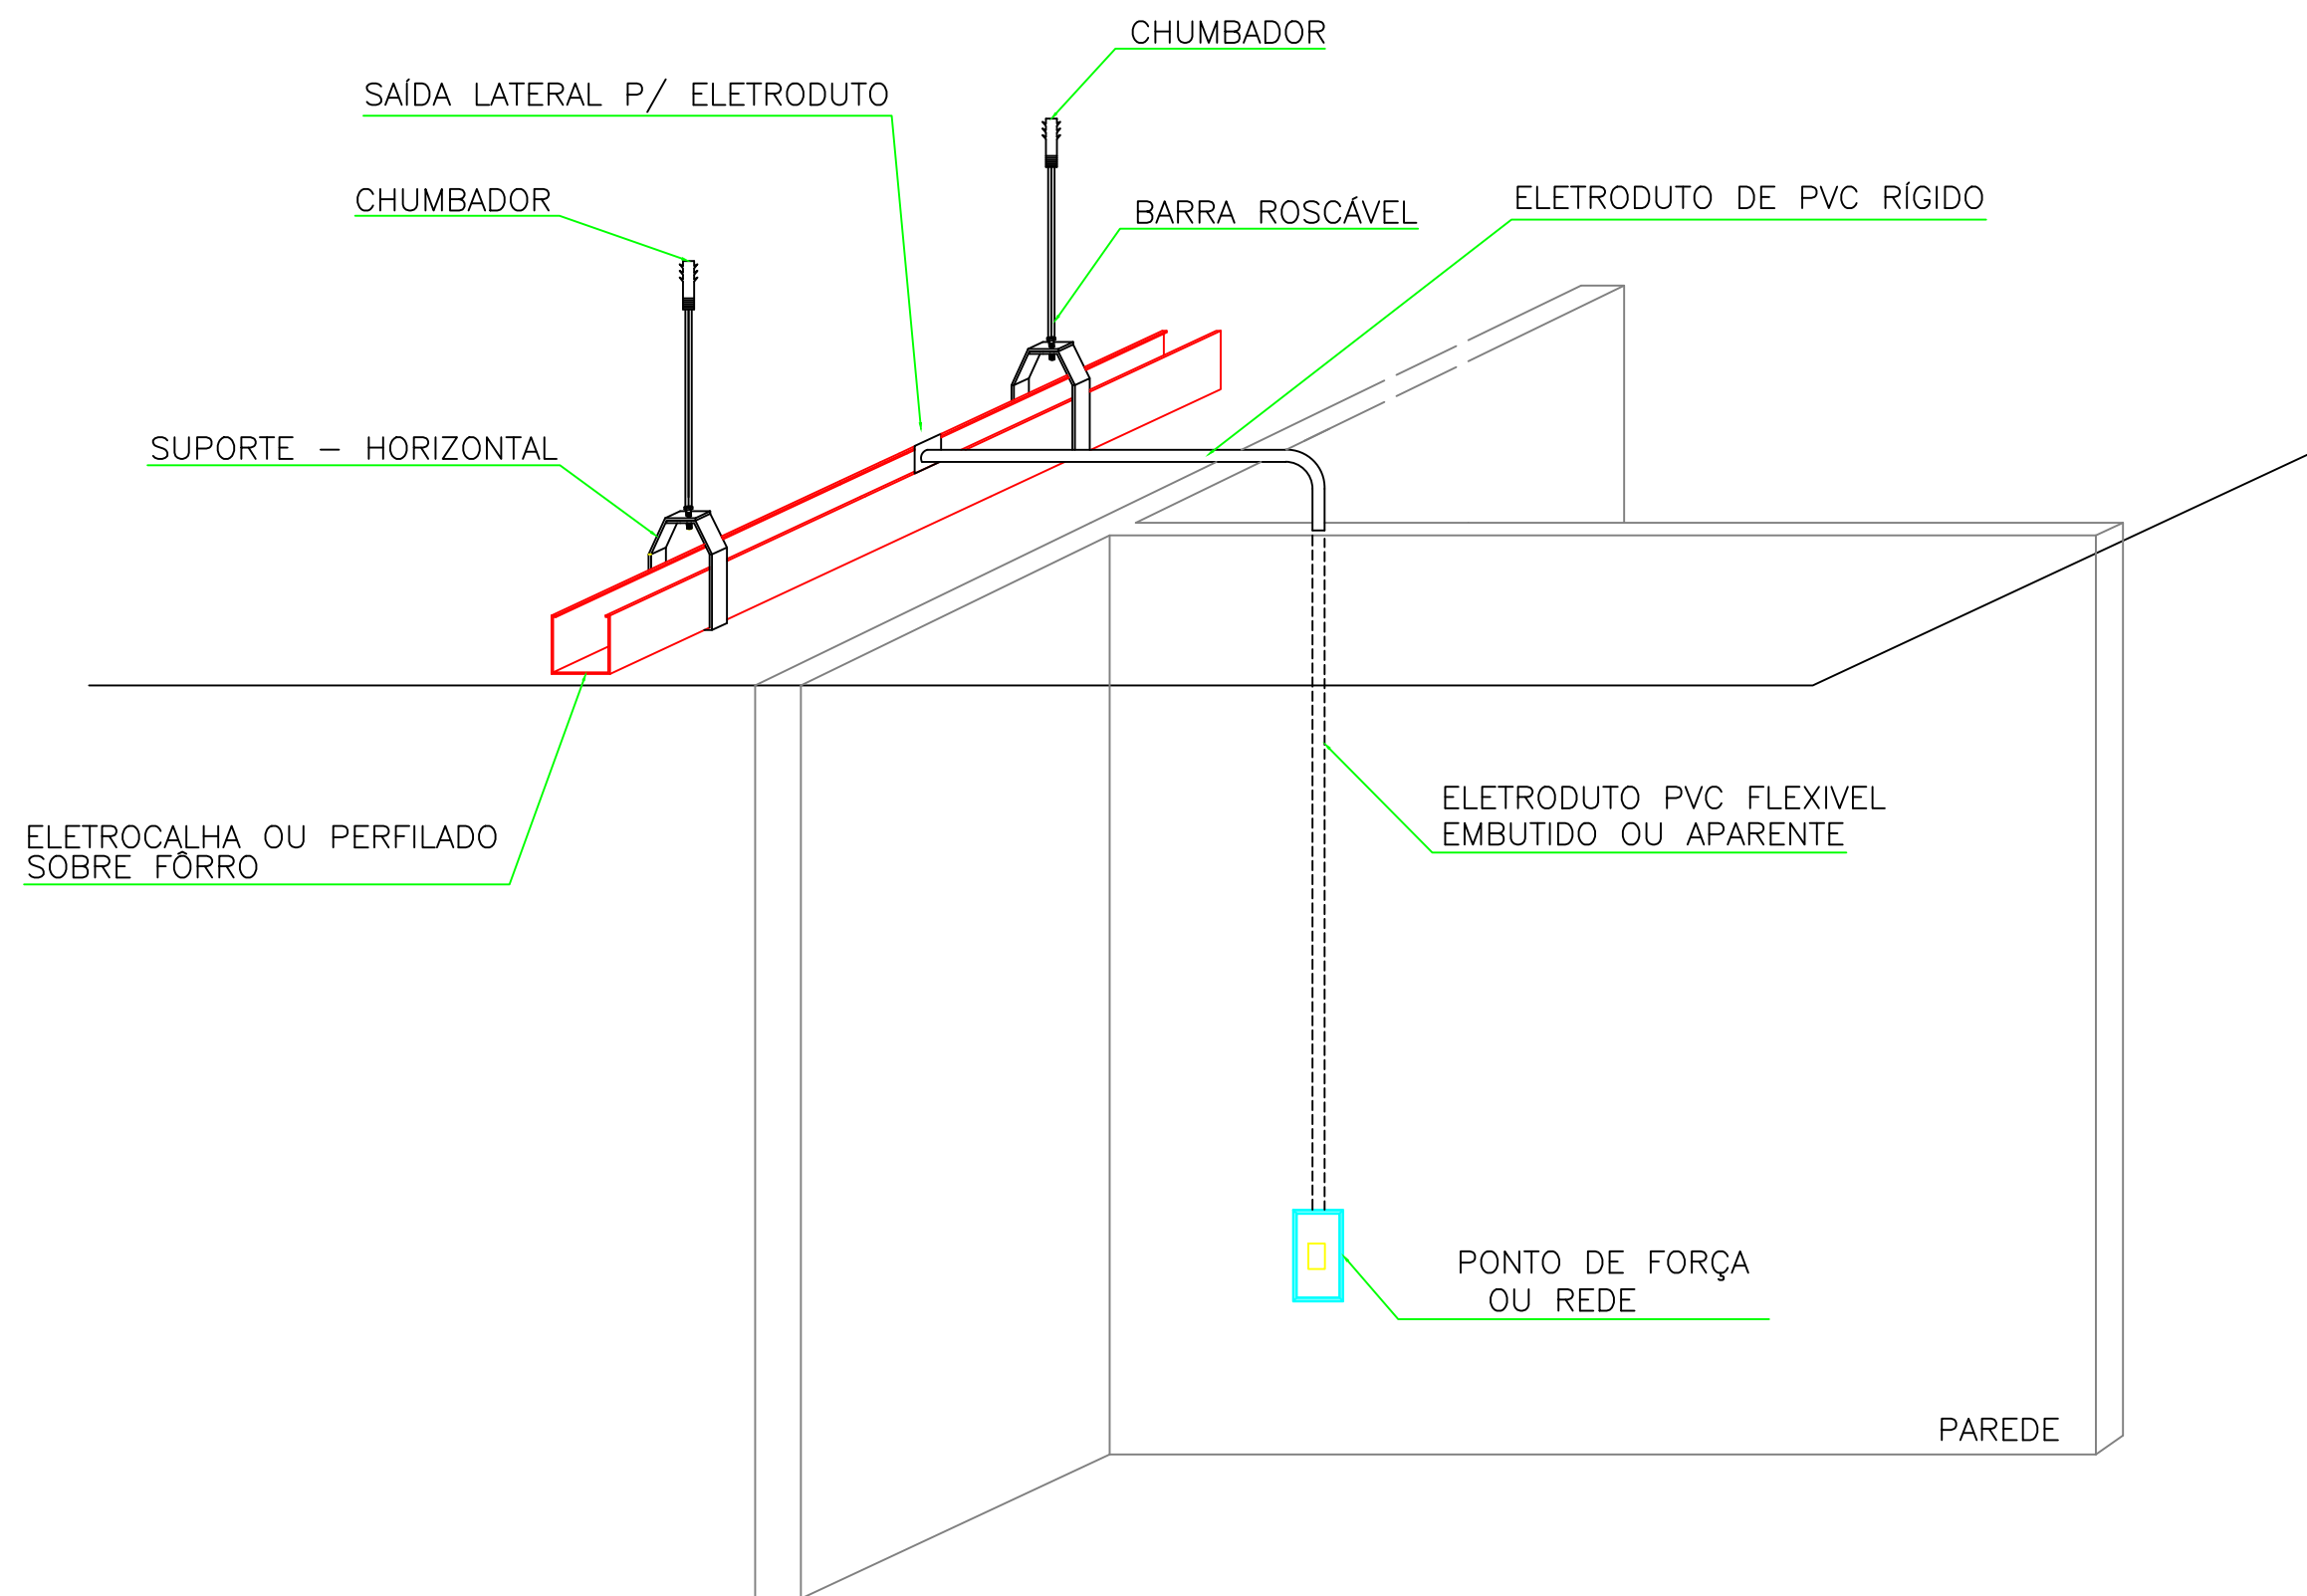 CHUMBADOR
SAÍDA LATERAL P/ ELETRODUTO
CHUMBADOR
BARRA ROSCÁVEL
ELETRODUTO DE PVC RÍGIDO
SUPORTE - HORIZONTAL
ELETROCALHA OU PERFILADO
SOBRE FÔRRO
ELETRODUTO PVC FLEXIVEL
EMBUTIDO OU APARENTE
PONTO DE FORÇA
OU REDE
PAREDE